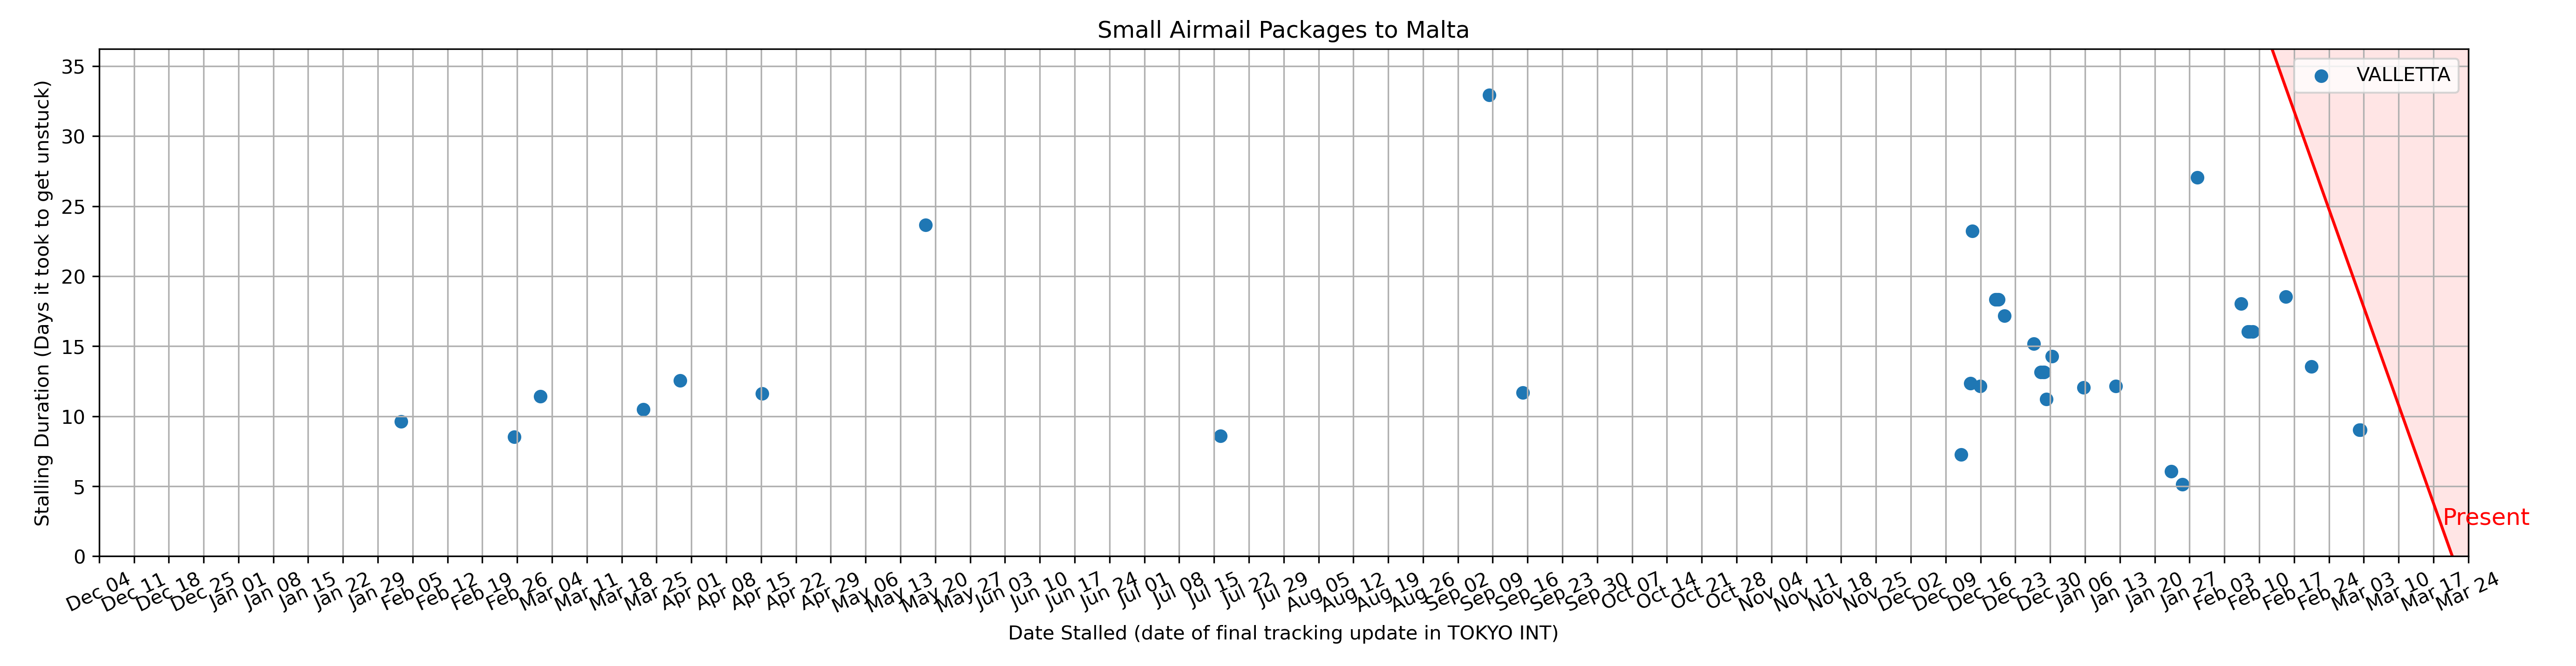 Small Airmail Packages to Malta
Stalling Duration (Days it took to get unstuck)
35
30
25
20
15
10
5
0
VALLETTA
Present
Dec 04
Dec 11
Dec 18
Dec 25
Jan 01
Jan 08
Jan 15
Jan 22
Jan 29
Feb 05
Feb 12
Feb 19
Feb 26
Mar 04
Mar 11
Mar 18
Mar 25
Apr 01
Apr 08
Apr 15
Apr 22
Apr 29
May 06
May 13
May 20
May 27
Jun 03
Jun 10
Jun 17
Jun 24
Jul 01
Jul 08
Jul 15
Jul 22
Jul 29
Aug 05
Aug 12
Aug 19
Aug 26
Sep 02
Sep 09
Sep 16
Sep 23
Sep 30
Oct 07
Oct 14
Oct 21
Oct 28
Nov 04
Nov 11
Nov 18
Nov 25
Dec 02
Dec 09
Dec 16
Dec 23
Dec 30
Jan 06
Jan 13
Jan 20
Jan 27
Feb 03
Feb 10
Feb 17
Feb 24
Mar 03
Mar 10
Mar 17
Mar 24
Date Stalled (date of final tracking update in TOKYO INT)